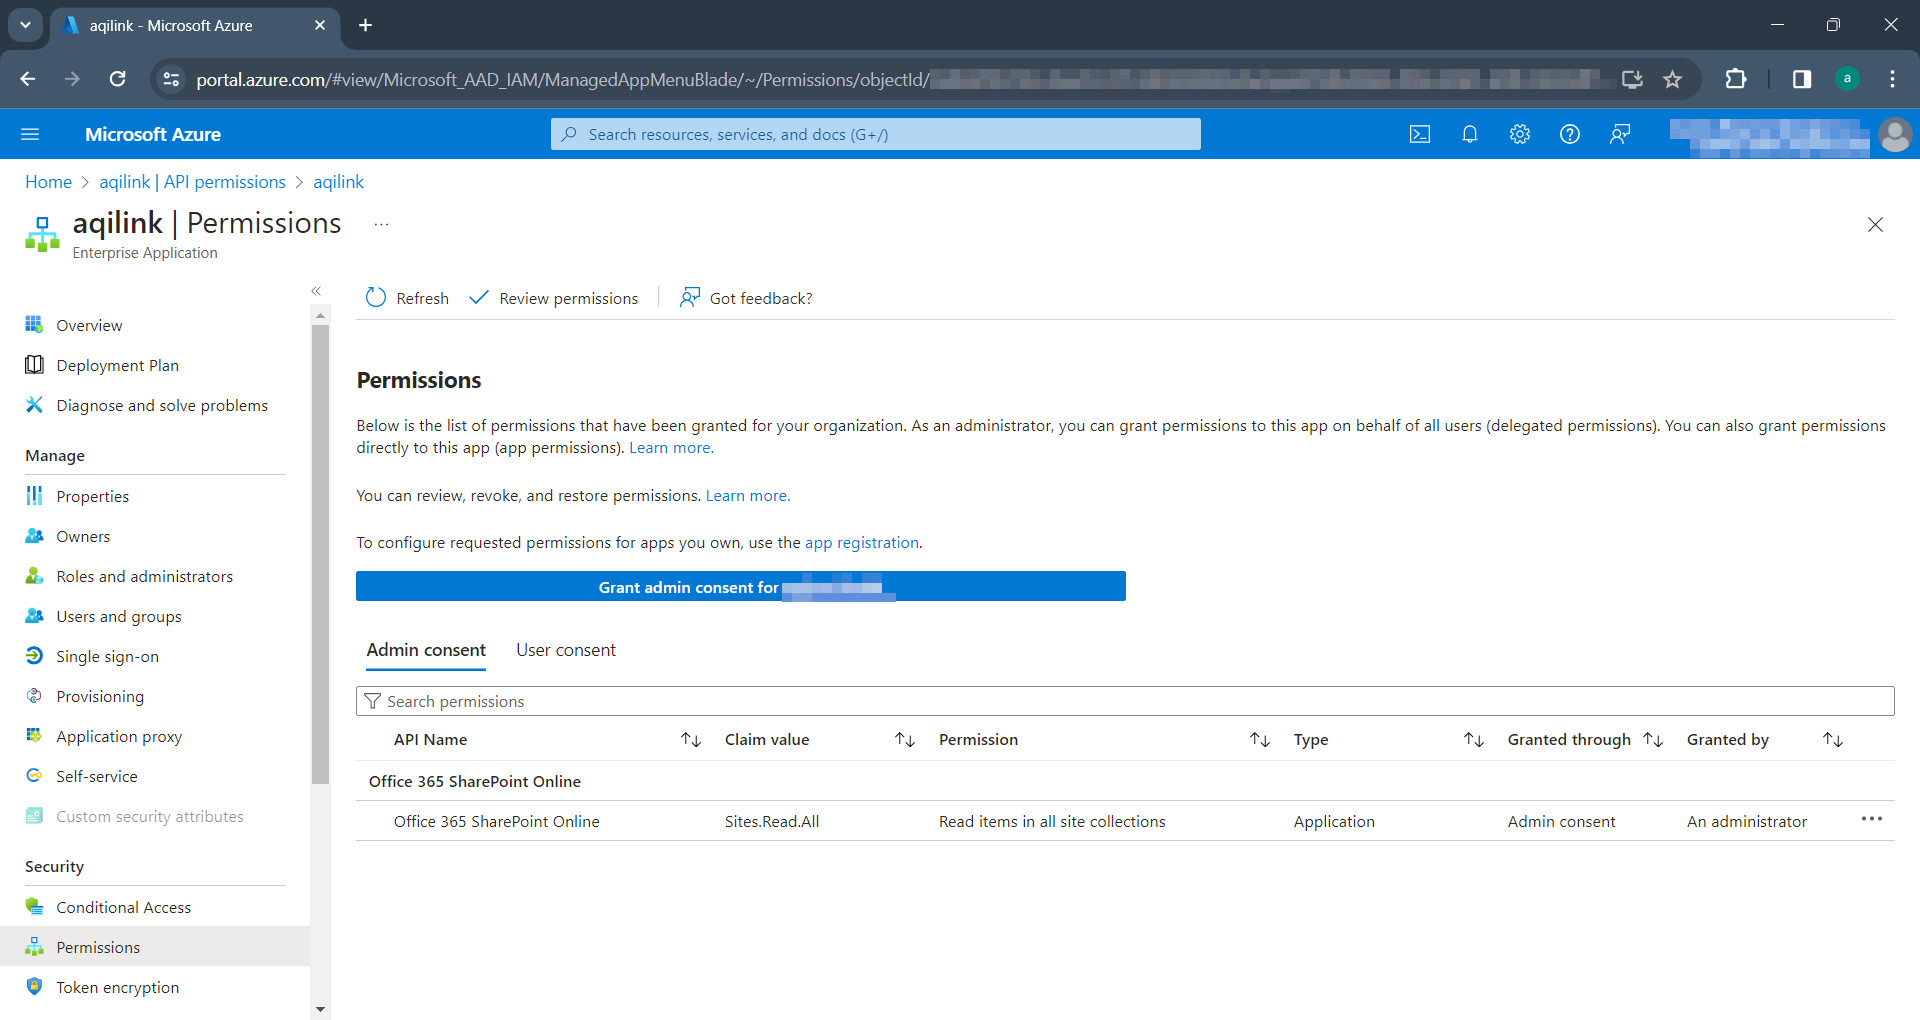 aqilink - Microsoft Azure
portal.azure.com/#view/Microsoft_AAD_IAM/ManagedAppMenuBlade/~/Permissions/objectId/
a
Microsoft Azure
Search resources, services, and docs (G+/)
Home > aqilink | API permissions > aqilink
aqilink | Permissions ...
Enterprise Application
«
Overview
Deployment Plan
Diagnose and solve problems
Manage
Properties
Owners
Roles and administrators
Users and groups
Single sign-on
Provisioning
Application proxy
Self-service
Custom security attributes
Security
Conditional Access
Permissions
Token encryption
Refresh Review permissions Got feedback?
Permissions
Below is the list of permissions that have been granted for your organization. As an administrator, you can grant permissions to this app on behalf of all users (delegated permissions). You can also grant permissions
directly to this app (app permissions). Learn more.
You can review, revoke, and restore permissions. Learn more.
To configure requested permissions for apps you own, use the app registration.
Grant admin consent for
Admin consent User consent
Search permissions
API Name Claim value Permission Type Granted through Granted by
Office 365 SharePoint Online
Office 365 SharePoint Online Sites.Read.All Read items in all site collections Application Admin consent An administrator ...